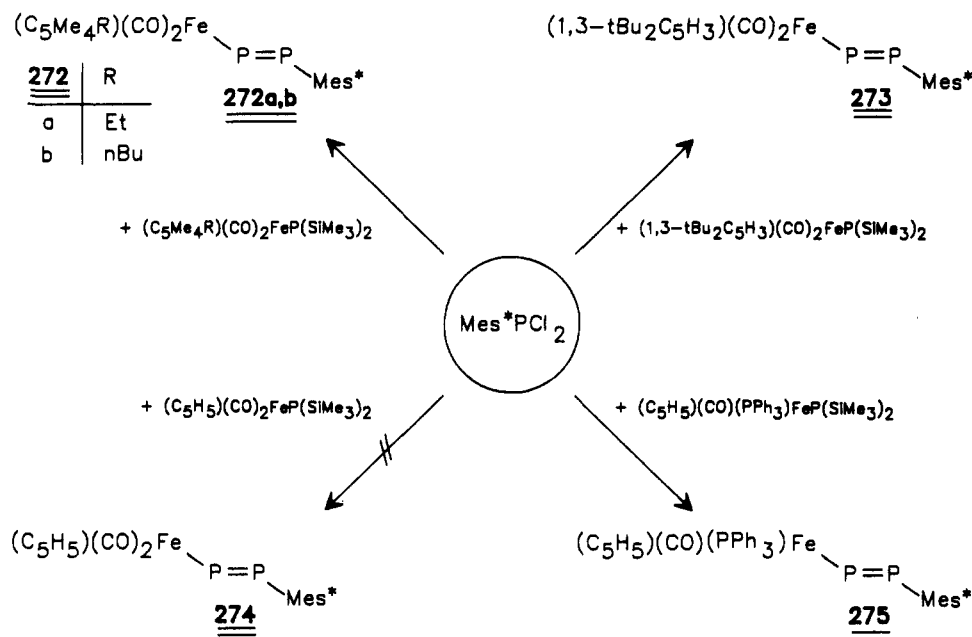 (C5Me4R)(CO)2Fe
P=P
Mes*
272 R
a Et
b nBu
272a,b
(1,3-tBu2C5H3)(CO)2Fe
P=P
Mes*
273
+ (C5Me4R)(CO)2FeP(SiMe3)2
+ (1,3-tBu2C5H3)(CO)2FeP(SiMe3)2
Mes*PCl2
+ (C5H5)(CO)2FeP(SiMe3)2
+ (C5H5)(CO)(PPh3)FeP(SiMe3)2
(C5H5)(CO)2Fe
P=P
Mes*
274
(C5H5)(CO)(PPh3)Fe
P=P
Mes*
275